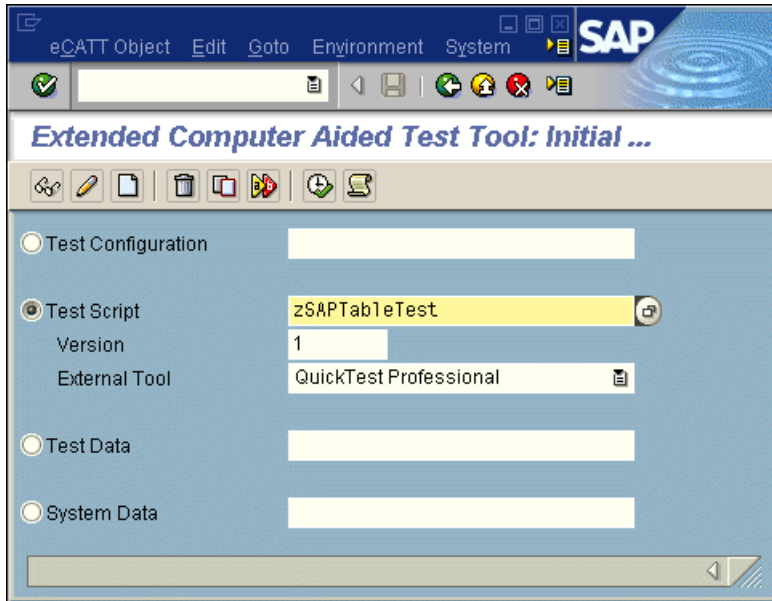 eCATT Object Edit Goto Environment System SAP
Extended Computer Aided Test Tool: Initial ...
Test Configuration
Test Script zSAPTableTest
Version 1
External Tool QuickTest Professional
Test Data
System Data